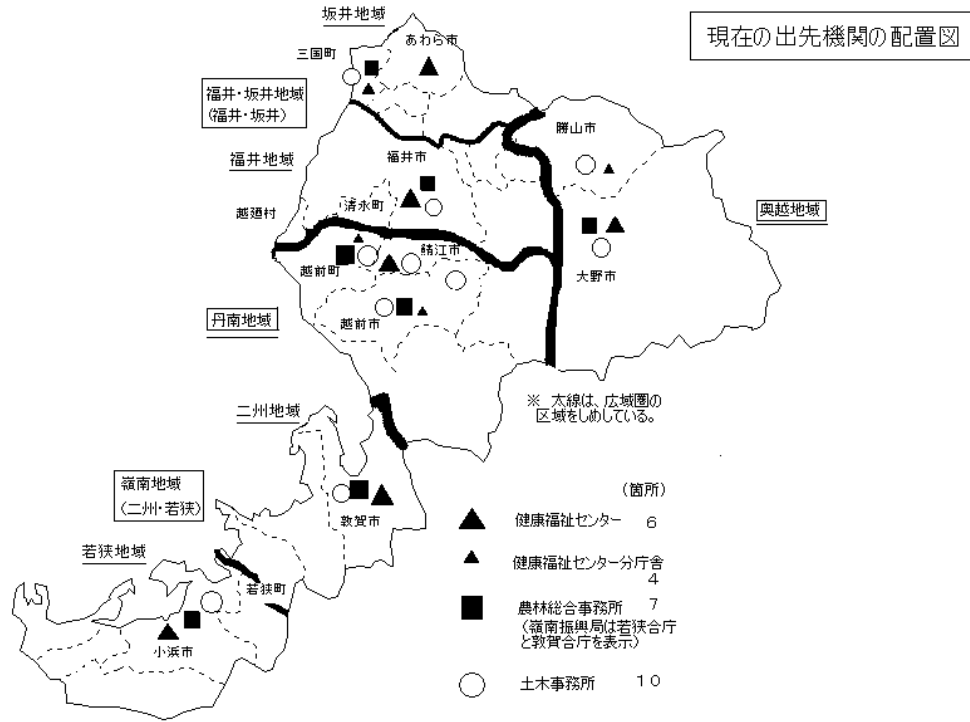 現在の出先機関の配置図
坂井地域
あわら市
三国町
福井・坂井地域
(福井・坂井)
勝山市
福井市
福井地域
清水町
越廼村
奥越地域
鯖江市
越前町
大野市
丹南地域
越前市
※ 太線は、広域圏の
区域をしめしている。
二州地域
嶺南地域
(二州・若狭)
敦賀市
若狭地域
若狭町
小浜市
(箇所)
健康福祉センター 6
健康福祉センター分庁舎
4
農林総合事務所 7
(嶺南振興局は若狭合庁
と敦賀合庁を表示)
土木事務所 10